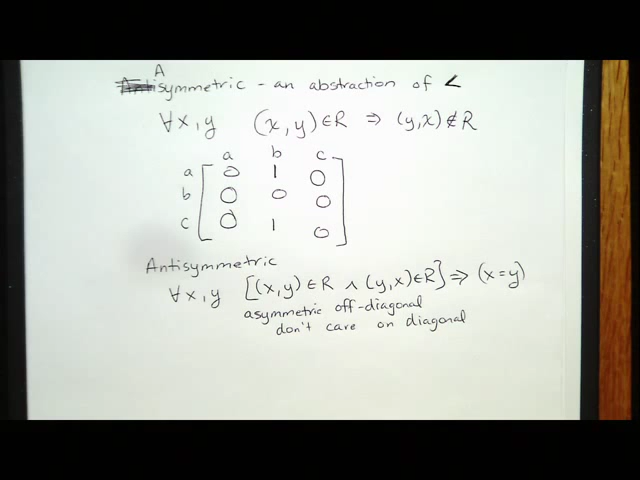 Asymmetric - an abstraction of <
∀x,y (x,y)∈R ⇒ (y,x)∉R
a b c
a 0 1 0
b 0 0 0
c 0 1 0
Antisymmetric
∀x,y [(x,y)∈R ∧ (y,x)∈R] ⇒ (x=y)
asymmetric off-diagonal
don't care on diagonal